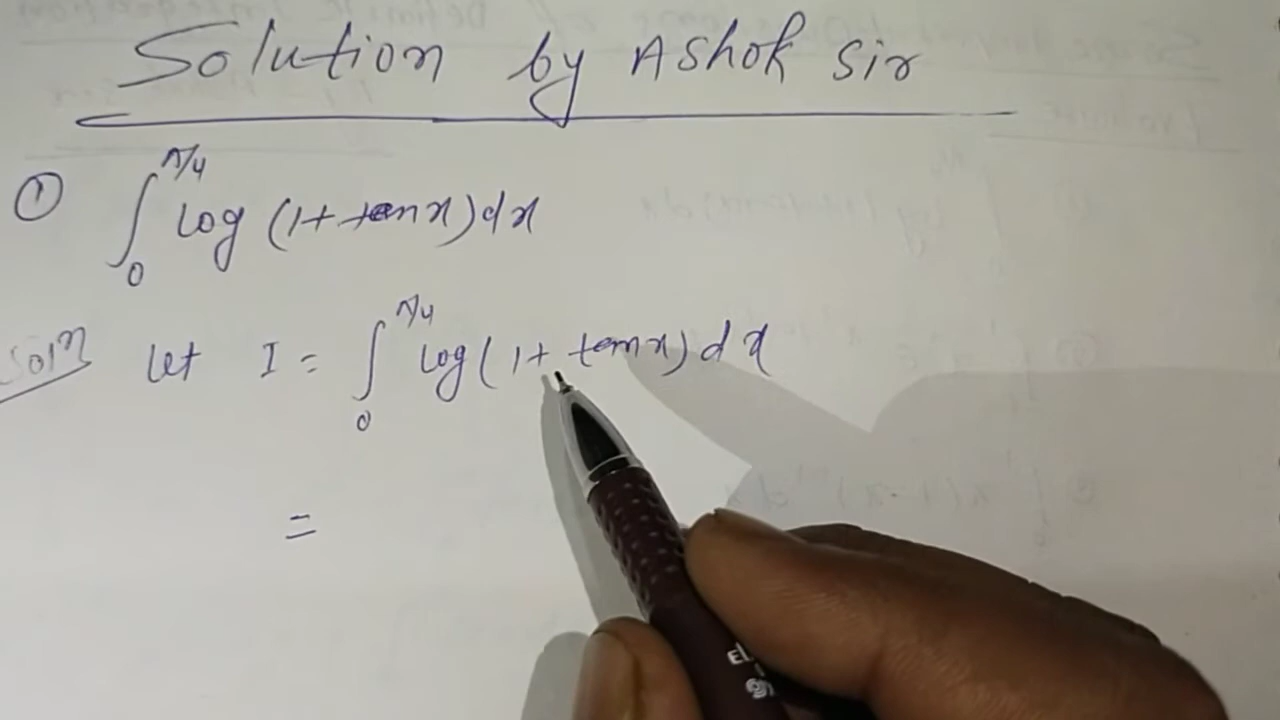 Solution by Ashok Sir
① ∫₀^π/4 log (1+ tan x) dx
Solⁿ Let I = ∫₀^π/4 log (1+ tan x) dx
=